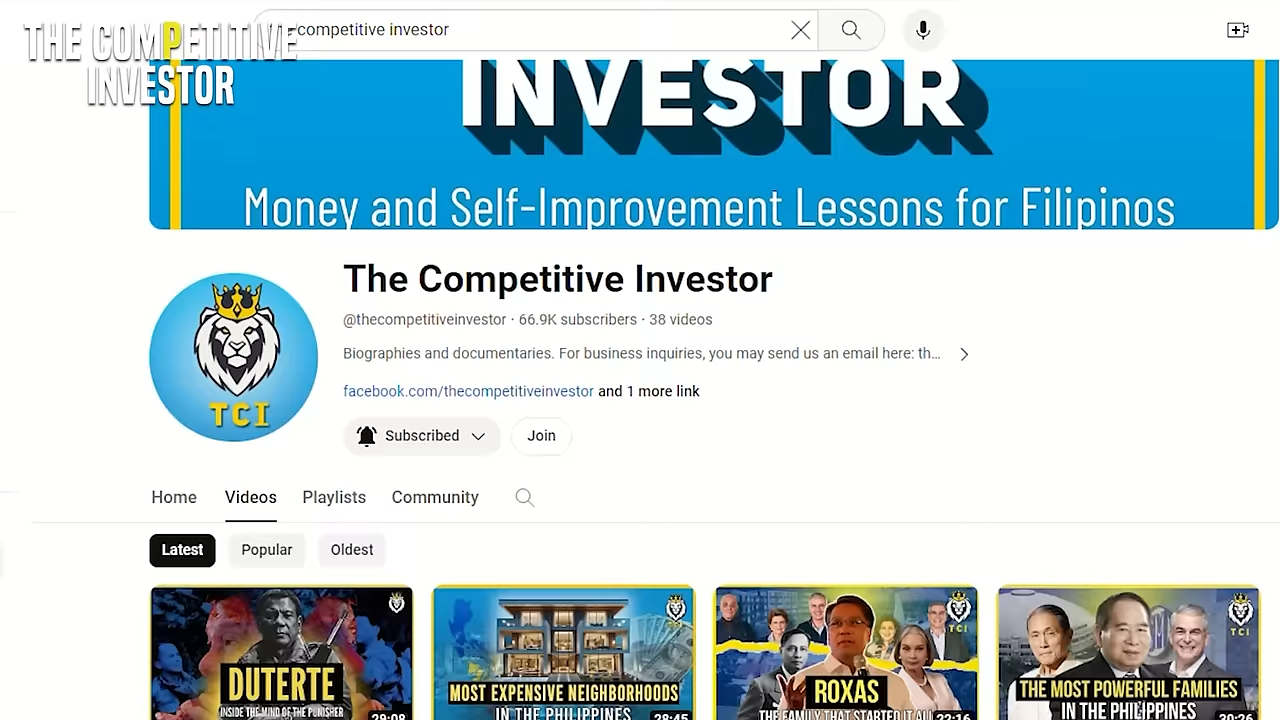 THE COMPETITIVE
INVESTOR
competitive investor
INVESTOR
Money and Self-Improvement Lessons for Filipinos
TCI
The Competitive Investor
@thecompetitiveinvestor · 66.9K subscribers · 38 videos
Biographies and documentaries. For business inquiries, you may send us an email here: th...
facebook.com/thecompetitiveinvestor and 1 more link
Subscribed
Join
Home Videos Playlists Community
Latest Popular Oldest
DUTERTE
INSIDE THE MIND OF THE PUNISHER
29:08
TCI
MOST EXPENSIVE NEIGHBORHOODS
IN THE PHILIPPINES
28:45
TCI
ROXAS
THE FAMILY THAT STARTED IT ALL
22:16
TCI
THE MOST POWERFUL FAMILIES
IN THE PHILIPPINES
30:26